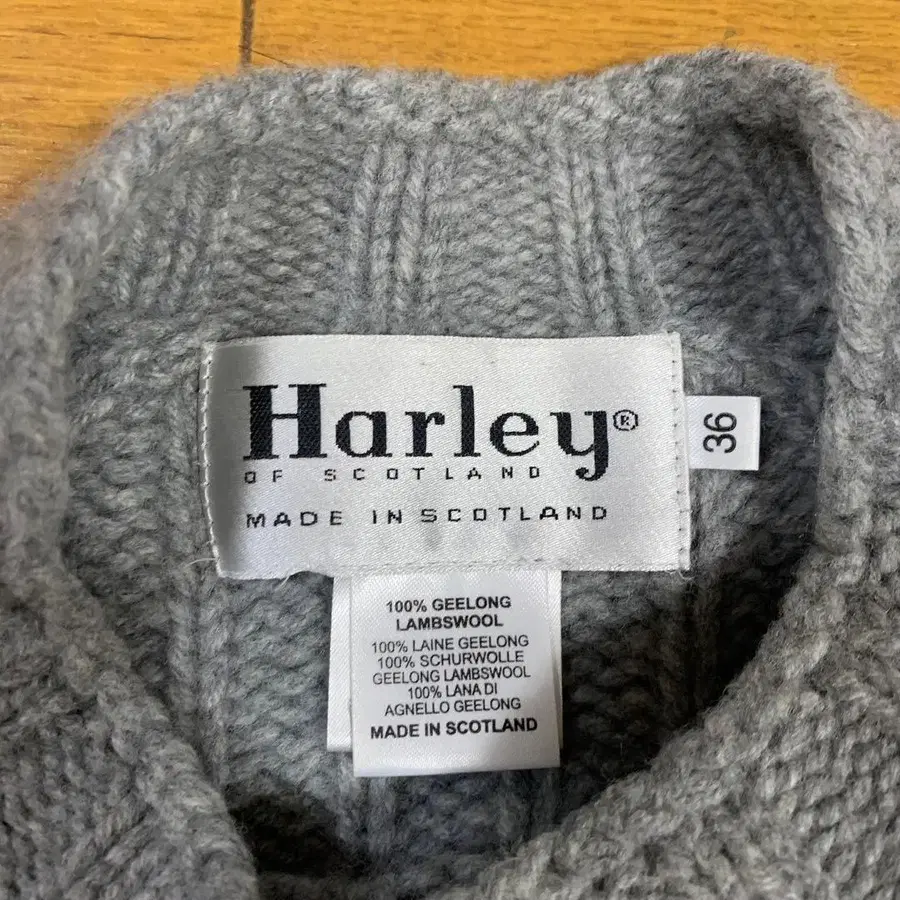 Harley®
OF SCOTLAND
MADE IN SCOTLAND
36
100% GEELONG
LAMBSWOOL
100% LAINE GEELONG
100% SCHURWOLLE
GEELONG LAMBSWOOL
100% LANA DI
AGNELLO GEELONG
MADE IN SCOTLAND